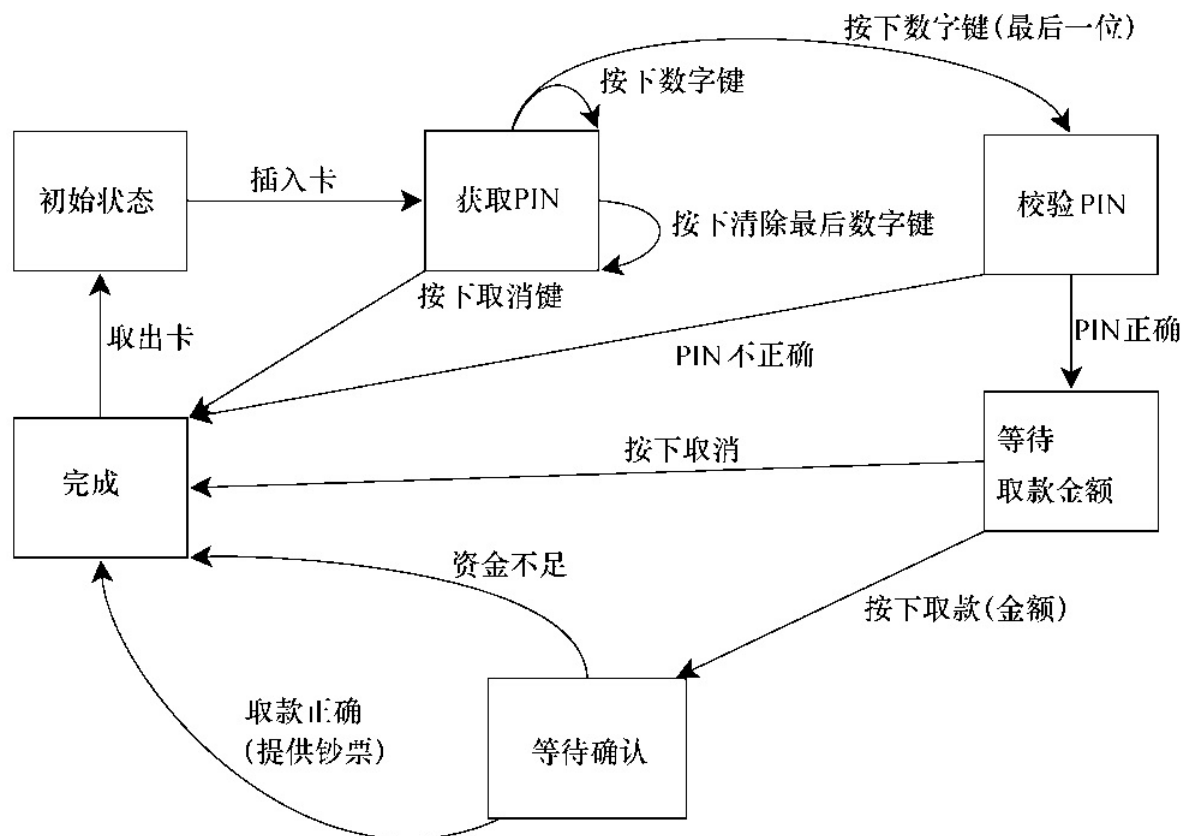 按下数字键(最后一位)
按下数字键
初始状态
插入卡
获取PIN
校验PIN
按下清除最后数字键
按下取消键
取出卡
PIN不正确
PIN正确
等待
取款金额
按下取消
完成
资金不足
按下取款(金额)
取款正确
(提供钞票)
等待确认